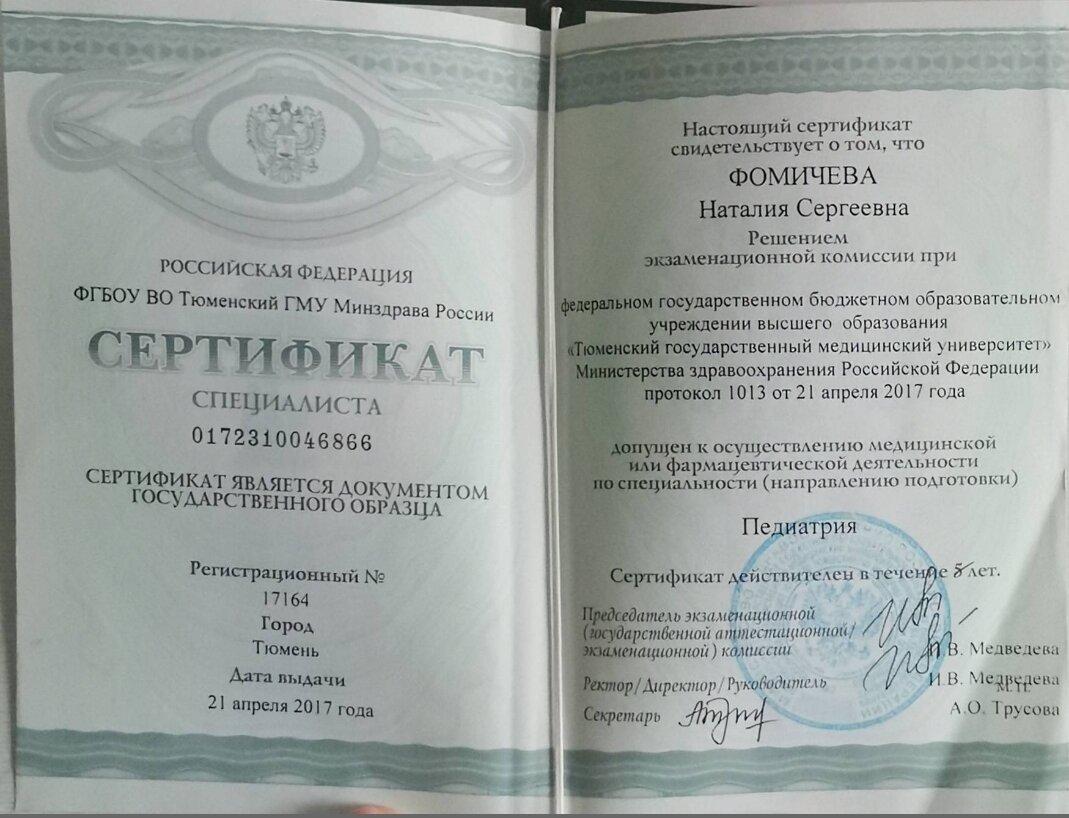 РОССИЙСКАЯ ФЕДЕРАЦИЯ
ФГБОУ ВО Тюменский ГМУ Минздрава России
СЕРТИФИКАТ
СПЕЦИАЛИСТА
0172310046866
СЕРТИФИКАТ ЯВЛЯЕТСЯ ДОКУМЕНТОМ
ГОСУДАРСТВЕННОГО ОБРАЗЦА
Регистрационный №
17164
Город
Тюмень
Дата выдачи
21 апреля 2017 года
Настоящий сертификат
свидетельствует о том, что
ФОМИЧЕВА
Наталия Сергеевна
Решением
экзаменационной комиссии при
федеральном государственном бюджетном образовательном
учреждении высшего образования
«Тюменский государственный медицинский университет»
Министерства здравоохранения Российской Федерации
протокол 1013 от 21 апреля 2017 года
допущен к осуществлению медицинской
или фармацевтической деятельности
по специальности (направлению подготовки)
Педиатрия
Сертификат действителен в течение 5 лет.
Председатель экзаменационной
(государственной аттестационной/
экзаменационной) комиссии
И.В. Медведева
Ректор/Директор/Руководитель
И.В. Медведева
М.П.
Секретарь
А.О. Трусова